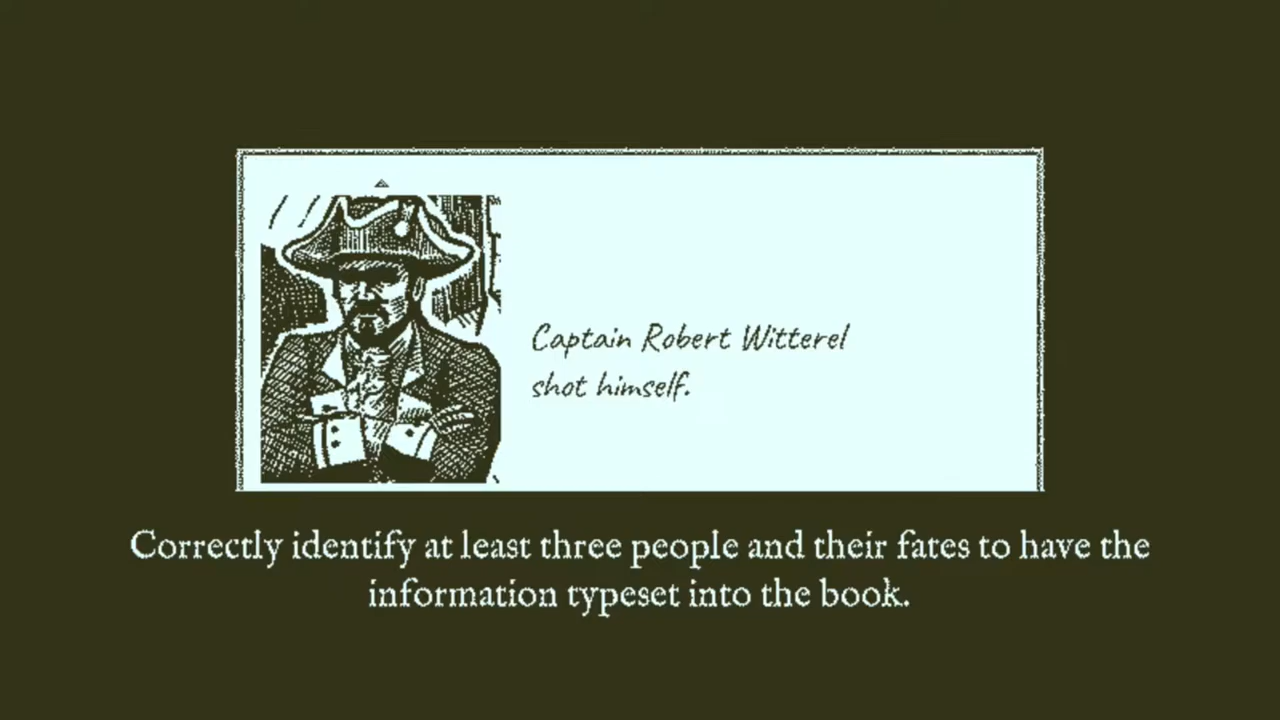 Captain Robert Witterel
shot himself.
Correctly identify at least three people and their fates to have the
information typeset into the book.